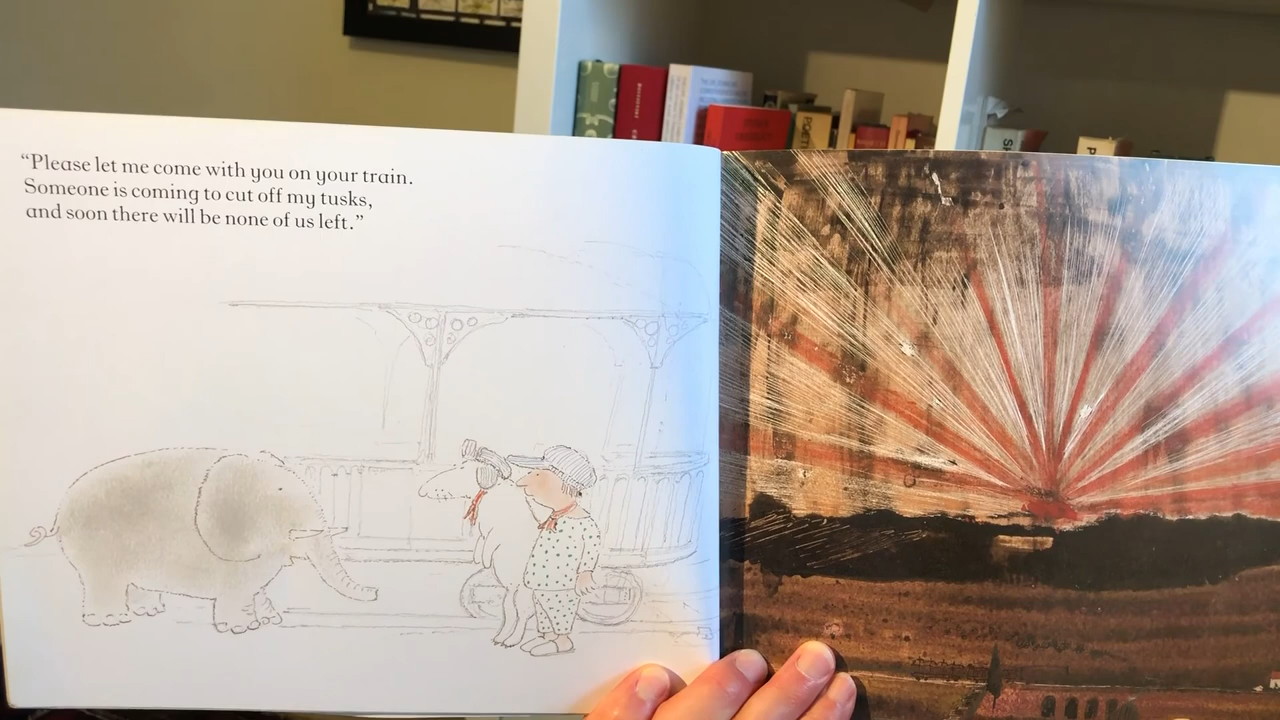 “Please let me come with you on your train.
Someone is coming to cut off my tusks,
and soon there will be none of us left.”
POETRY